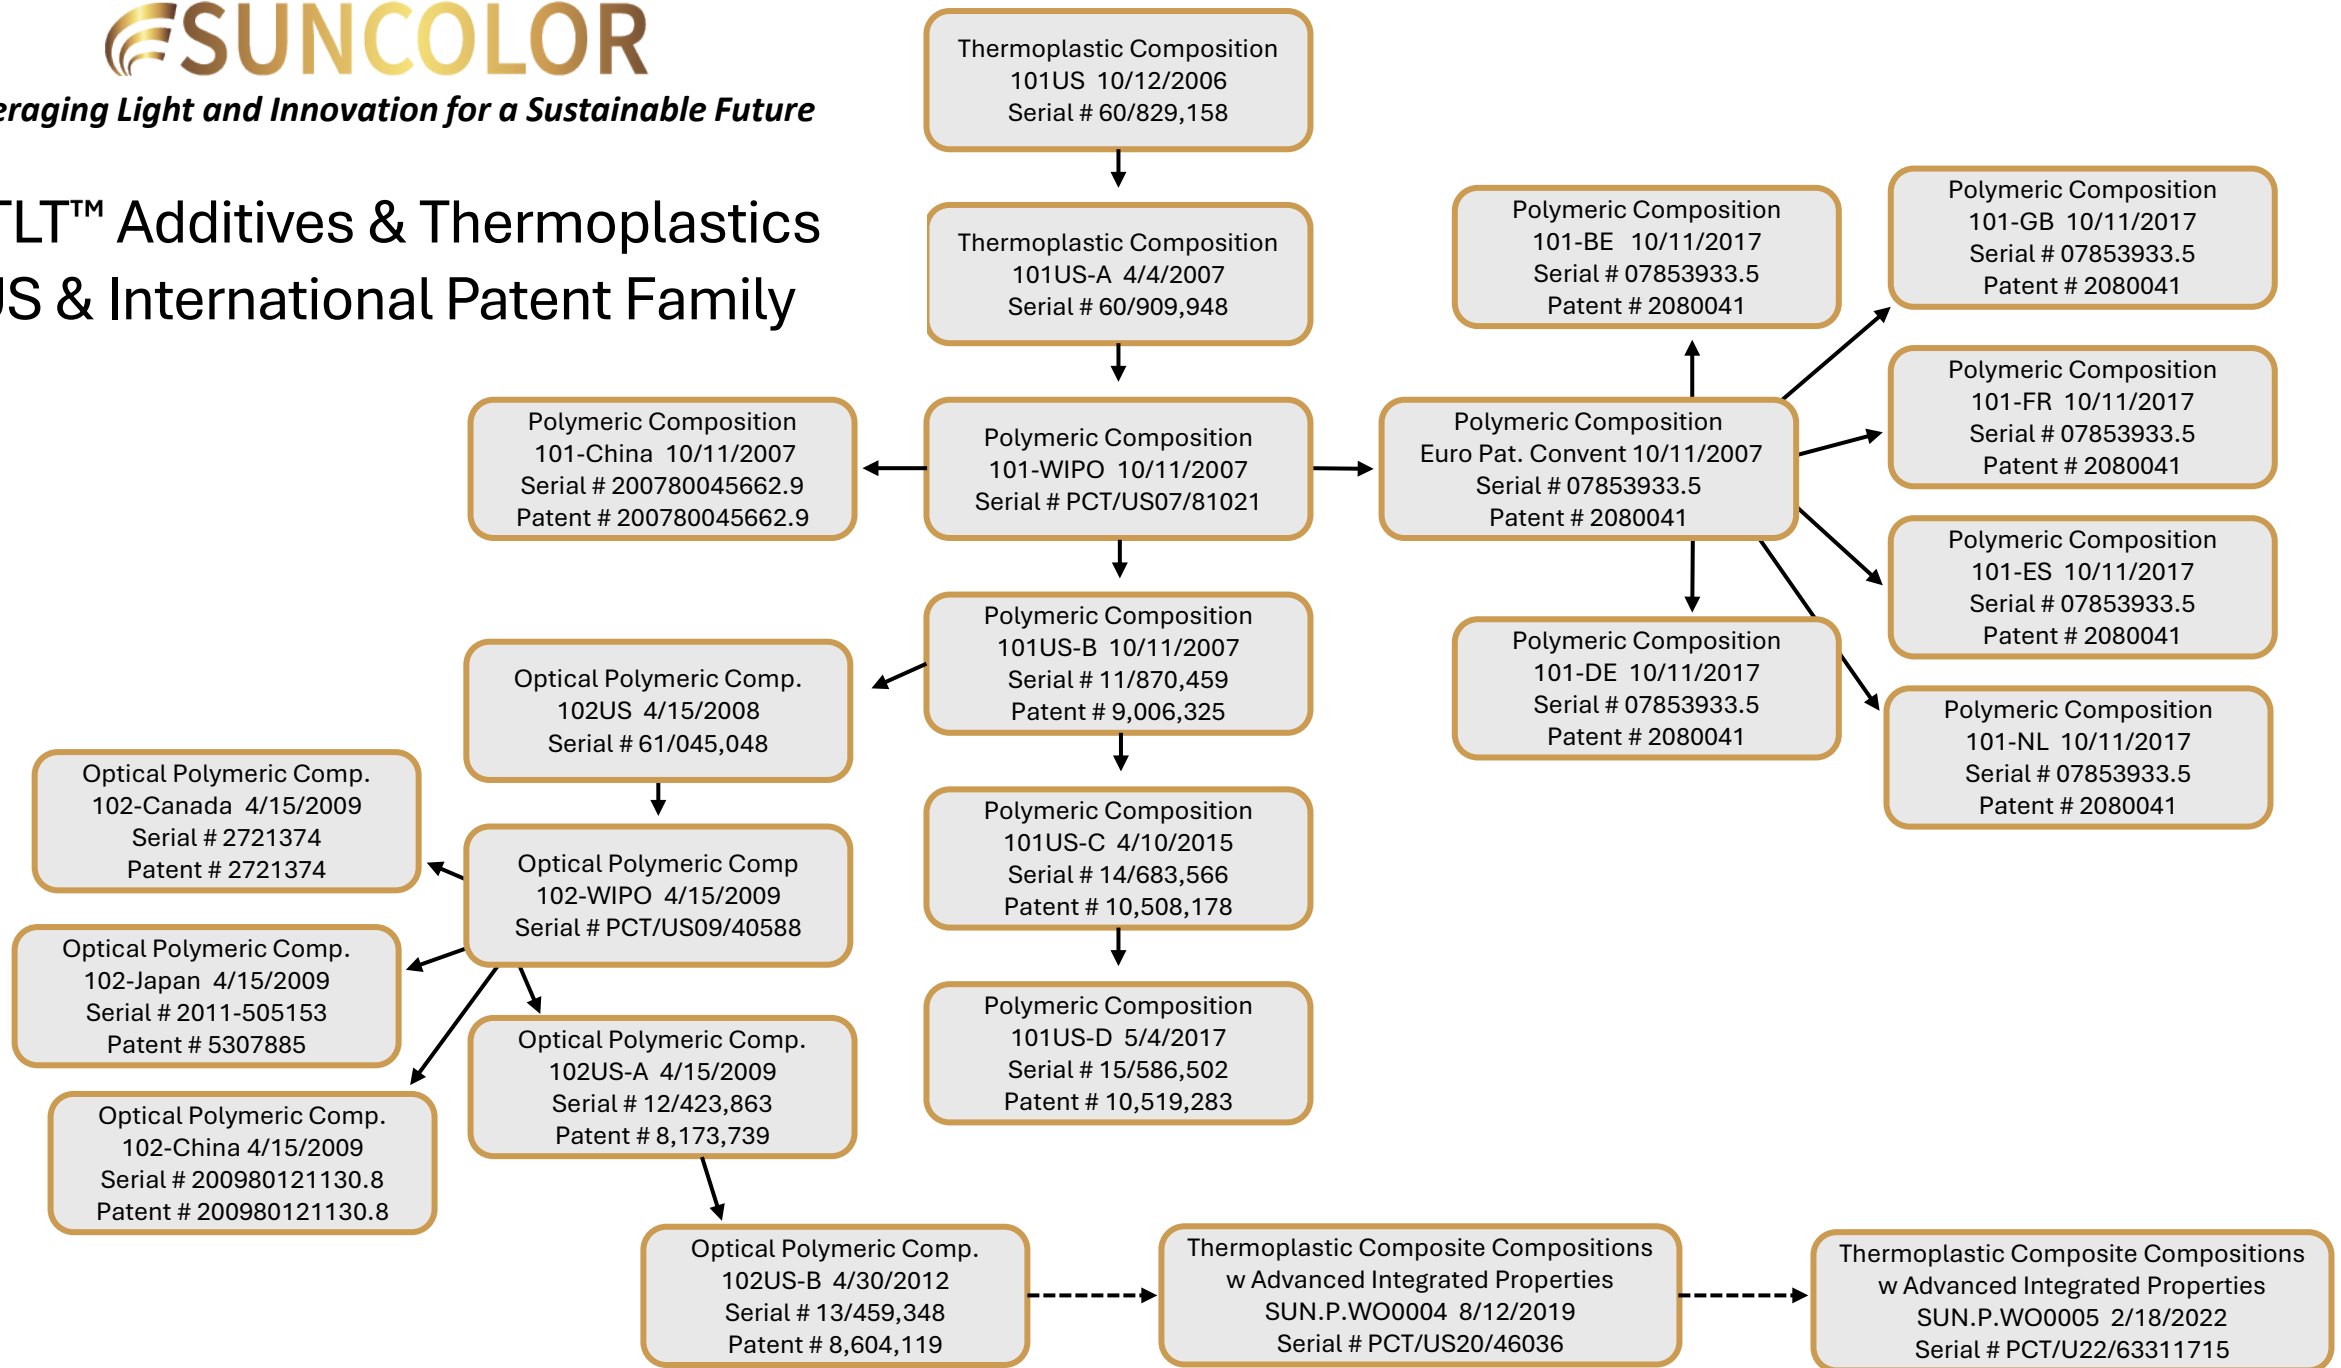 SUNCOLOR
eraging Light and Innovation for a Sustainable Future
TLT™ Additives & Thermoplastics
US & International Patent Family
Thermoplastic Composition
101US 10/12/2006
Serial # 60/829,158
Thermoplastic Composition
101US-A 4/4/2007
Serial # 60/909,948
Polymeric Composition
101-BE 10/11/2017
Serial # 07853933.5
Patent # 2080041
Polymeric Composition
101-GB 10/11/2017
Serial # 07853933.5
Patent # 2080041
Polymeric Composition
101-FR 10/11/2017
Serial # 07853933.5
Patent # 2080041
Polymeric Composition
101-China 10/11/2007
Serial # 200780045662.9
Patent # 200780045662.9
Polymeric Composition
101-WIPO 10/11/2007
Serial # PCT/US07/81021
Polymeric Composition
Euro Pat. Convent 10/11/2007
Serial # 07853933.5
Patent # 2080041
Polymeric Composition
101-ES 10/11/2017
Serial # 07853933.5
Patent # 2080041
Optical Polymeric Comp.
102US 4/15/2008
Serial # 61/045,048
Polymeric Composition
101US-B 10/11/2007
Serial # 11/870,459
Patent # 9,006,325
Polymeric Composition
101-DE 10/11/2017
Serial # 07853933.5
Patent # 2080041
Polymeric Composition
101-NL 10/11/2017
Serial # 07853933.5
Patent # 2080041
Optical Polymeric Comp.
102-Canada 4/15/2009
Serial # 2721374
Patent # 2721374
Optical Polymeric Comp
102-WIPO 4/15/2009
Serial # PCT/US09/40588
Polymeric Composition
101US-C 4/10/2015
Serial # 14/683,566
Patent # 10,508,178
Optical Polymeric Comp.
102-Japan 4/15/2009
Serial # 2011-505153
Patent # 5307885
Optical Polymeric Comp.
102US-A 4/15/2009
Serial # 12/423,863
Patent # 8,173,739
Polymeric Composition
101US-D 5/4/2017
Serial # 15/586,502
Patent # 10,519,283
Optical Polymeric Comp.
102-China 4/15/2009
Serial # 200980121130.8
Patent # 200980121130.8
Optical Polymeric Comp.
102US-B 4/30/2012
Serial # 13/459,348
Patent # 8,604,119
Thermoplastic Composite Compositions
w Advanced Integrated Properties
SUN.P.WO0004 8/12/2019
Serial # PCT/US20/46036
Thermoplastic Composite Compositions
w Advanced Integrated Properties
SUN.P.WO0005 2/18/2022
Serial # PCT/U22/63311715